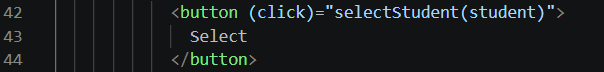 42 <button (click)="selectStudent(student)">
43 Select
44 </button>